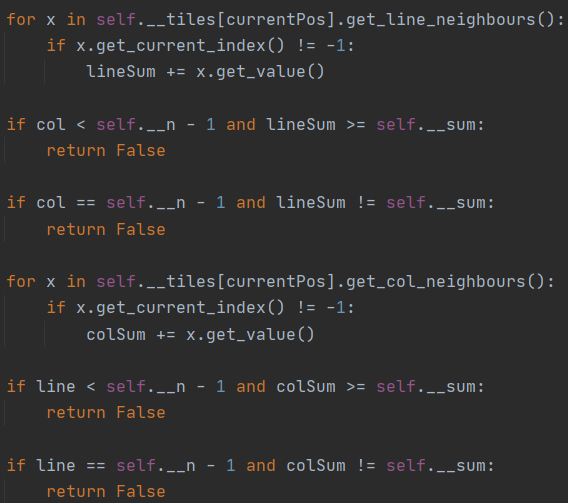 for x in self.__tiles[currentPos].get_line_neighbours():
    if x.get_current_index() != -1:
        lineSum += x.get_value()

if col < self.__n - 1 and lineSum >= self.__sum:
    return False

if col == self.__n - 1 and lineSum != self.__sum:
    return False

for x in self.__tiles[currentPos].get_col_neighbours():
    if x.get_current_index() != -1:
        colSum += x.get_value()

if line < self.__n - 1 and colSum >= self.__sum:
    return False

if line == self.__n - 1 and colSum != self.__sum:
    return False